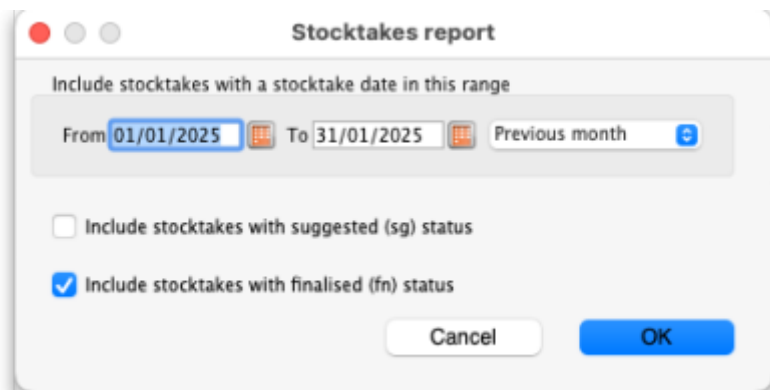 Stocktakes report
Include stocktakes with a stocktake date in this range
From 01/01/2025 To 31/01/2025 Previous month
Include stocktakes with suggested (sg) status
Include stocktakes with finalised (fn) status
Cancel OK